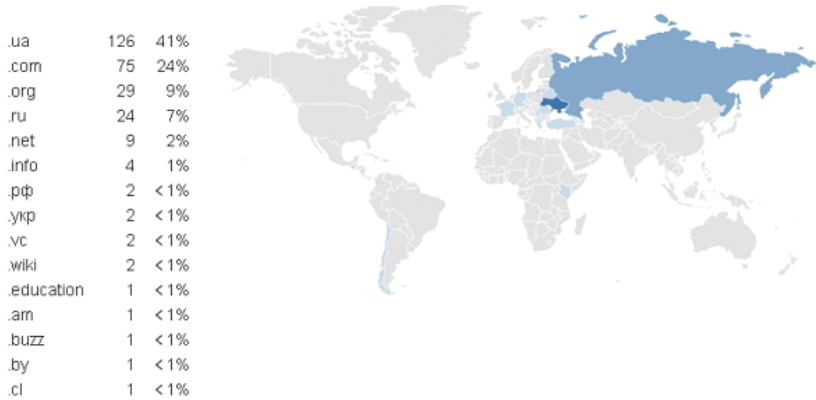 .ua 126 41%
.com 75 24%
.org 29 9%
.ru 24 7%
.net 9 2%
.info 4 1%
.рф 2 <1%
.укр 2 <1%
.vc 2 <1%
.wiki 2 <1%
.education 1 <1%
.am 1 <1%
.buzz 1 <1%
.by 1 <1%
.cl 1 <1%